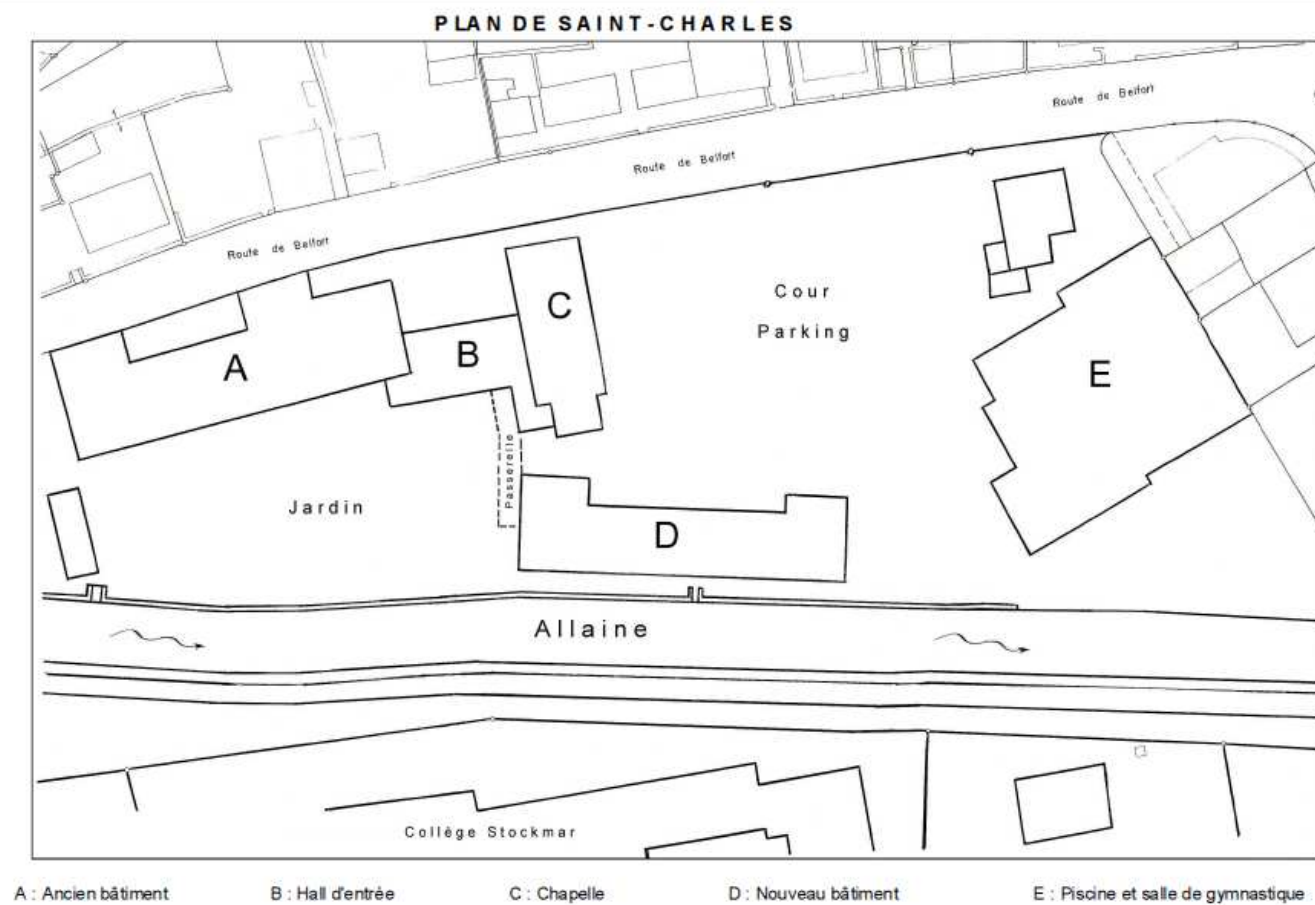 PLAN DE SAINT-CHARLES
Route de Belfort
Route de Belfort
Route de Belfort
A
B
C
Cour
Parking
E
Passerelle
Jardin
D
Allaine
Collège Stockmar
A : Ancien bâtiment
B : Hall d'entrée
C : Chapelle
D : Nouveau bâtiment
E : Piscine et salle de gymnastique